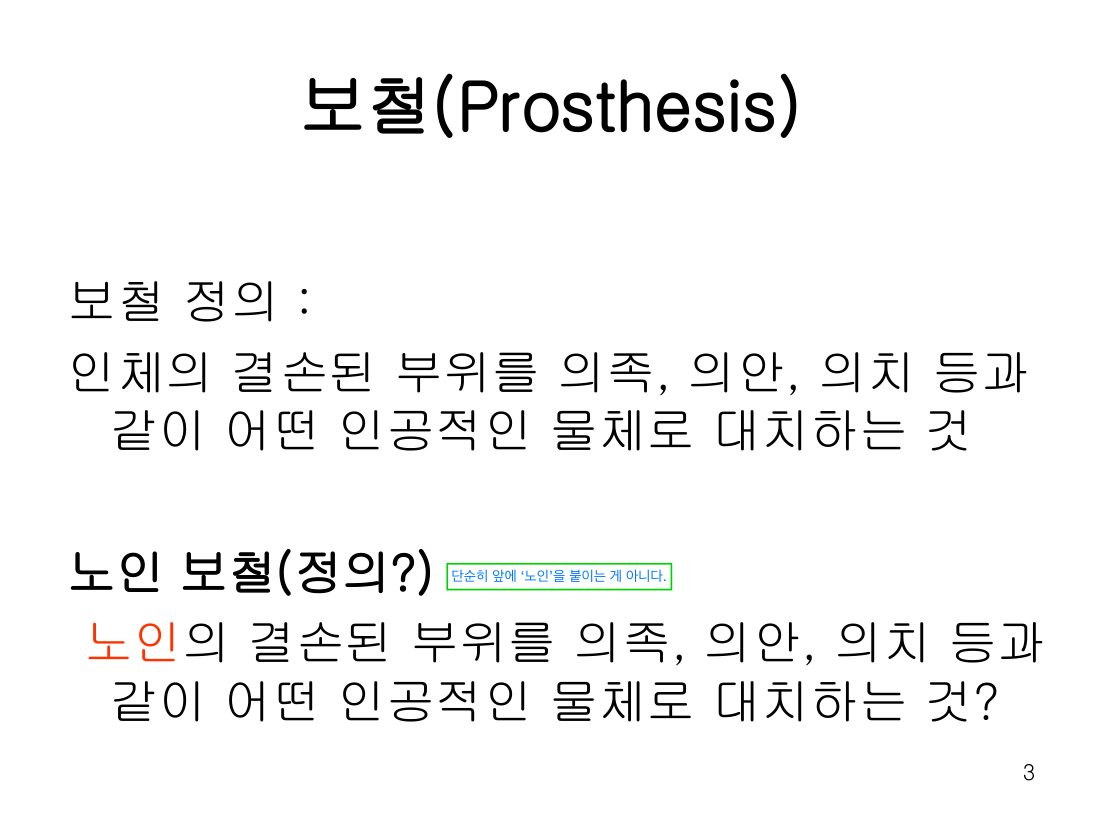 보철(Prosthesis)
보철 정의 :
인체의 결손된 부위를 의족, 의안, 의치 등과
같이 어떤 인공적인 물체로 대치하는 것
노인 보철(정의?) 단순히 앞에 ‘노인’을 붙이는 게 아니다.
노인의 결손된 부위를 의족, 의안, 의치 등과
같이 어떤 인공적인 물체로 대치하는 것?
3